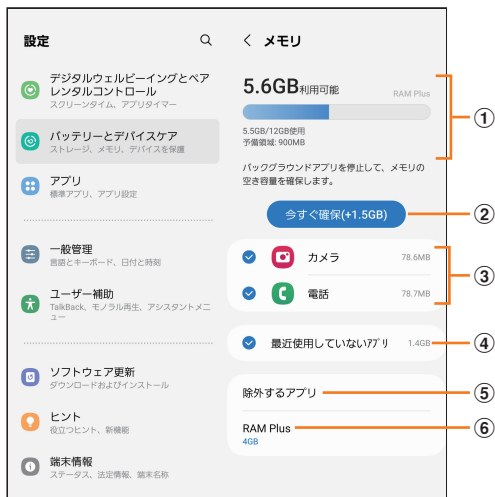 設定
デジタルウェルビーイングとペア
レンタルコントロール
スクリーンタイム、アプリタイマー
バッテリーとデバイスケア
ストレージ、メモリ、デバイスを保護
アプリ
標準アプリ、アプリ設定
一般管理
言語とキーボード、日付と時刻
ユーザー補助
TalkBack、モノラル再生、アシスタントメニ
ュー
ソフトウェア更新
ダウンロードおよびインストール
ヒント
役立つヒント、新機能
端末情報
ステータス、法定情報、端末名称
メモリ
5.6GB利用可能
RAM Plus
5.5GB/12GB使用
予備領域: 900MB
①
バックグラウンドアプリを停止して、メモリの
空き容量を確保します。
今すぐ確保(+1.5GB)
②
カメラ 78.6MB
電話 78.7MB
③
最近使用していないｱﾌﾟﾘ 1.4GB
④
除外するアプリ
⑤
RAM Plus
4GB
⑥